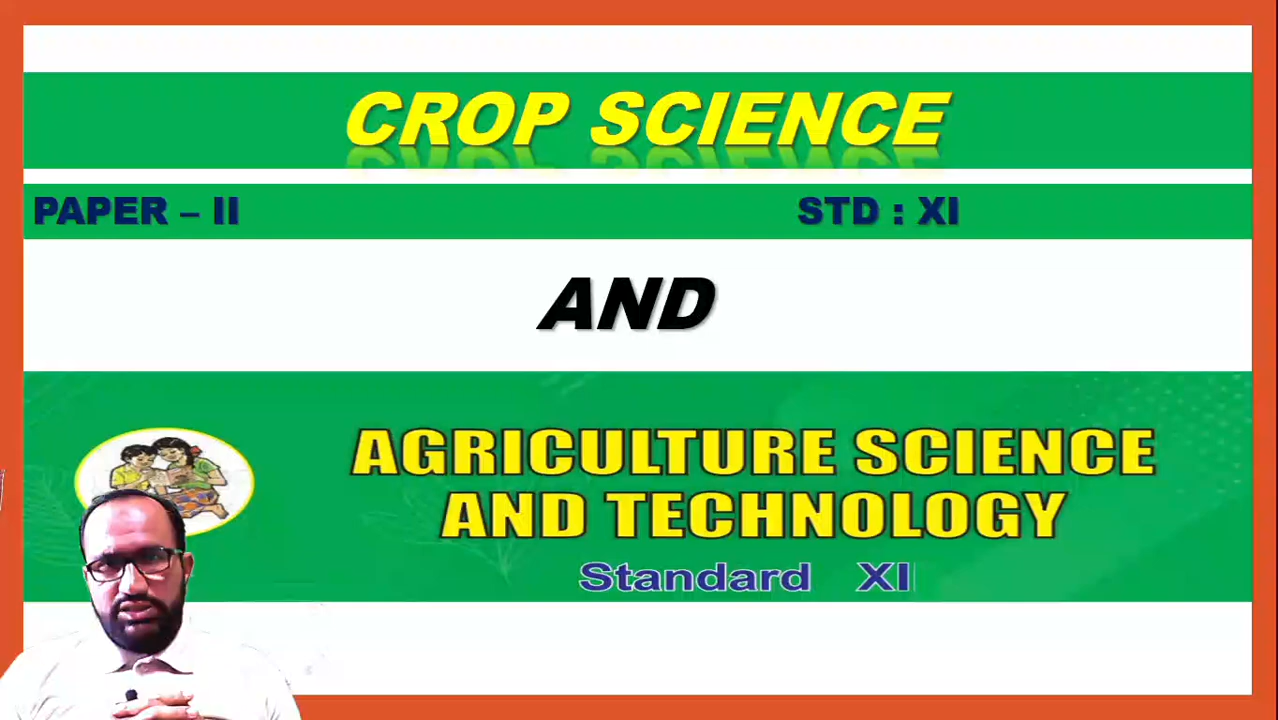 CROP SCIENCE
PAPER – II STD : XI
AND
AGRICULTURE SCIENCE
AND TECHNOLOGY
Standard XI